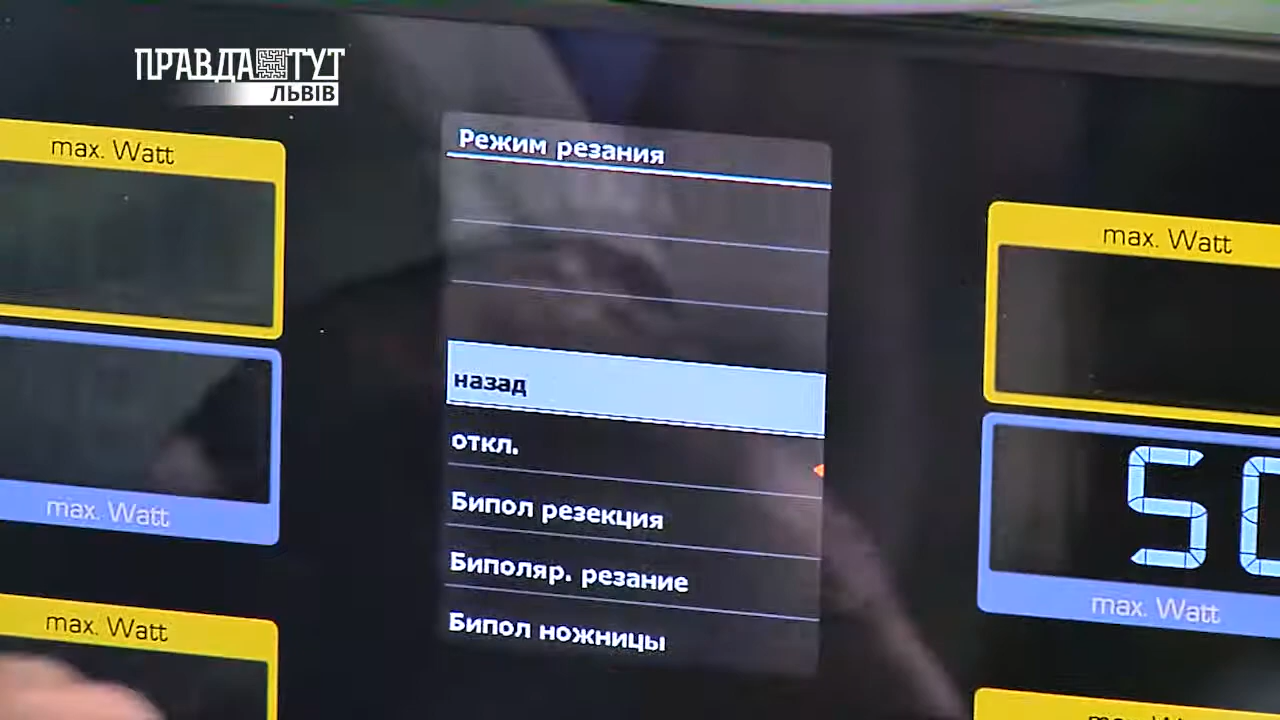 ПРАВДА ТУТ
ЛЬВІВ
max. Watt
Режим резания
max. Watt
назад
откл.
Бипол резекция
max. Watt
50
Биполяр. резание
max. Watt
max. Watt
Бипол ножницы